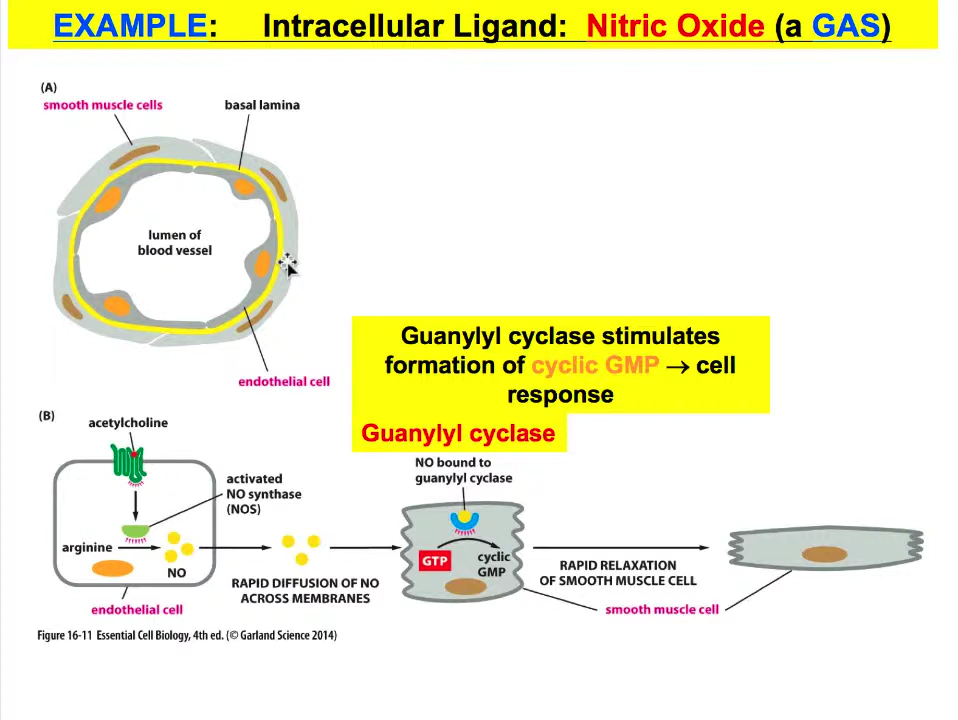 EXAMPLE: Intracellular Ligand: Nitric Oxide (a GAS)
(A)
smooth muscle cells
basal lamina
lumen of
blood vessel
endothelial cell
Guanylyl cyclase stimulates
formation of cyclic GMP → cell
response
Guanylyl cyclase
(B)
acetylcholine
activated
NO synthase
(NOS)
arginine
NO
endothelial cell
RAPID DIFFUSION OF NO
ACROSS MEMBRANES
NO bound to
guanylyl cyclase
GTP
cyclic
GMP
RAPID RELAXATION
OF SMOOTH MUSCLE CELL
smooth muscle cell
Figure 16-11 Essential Cell Biology, 4th ed. (© Garland Science 2014)